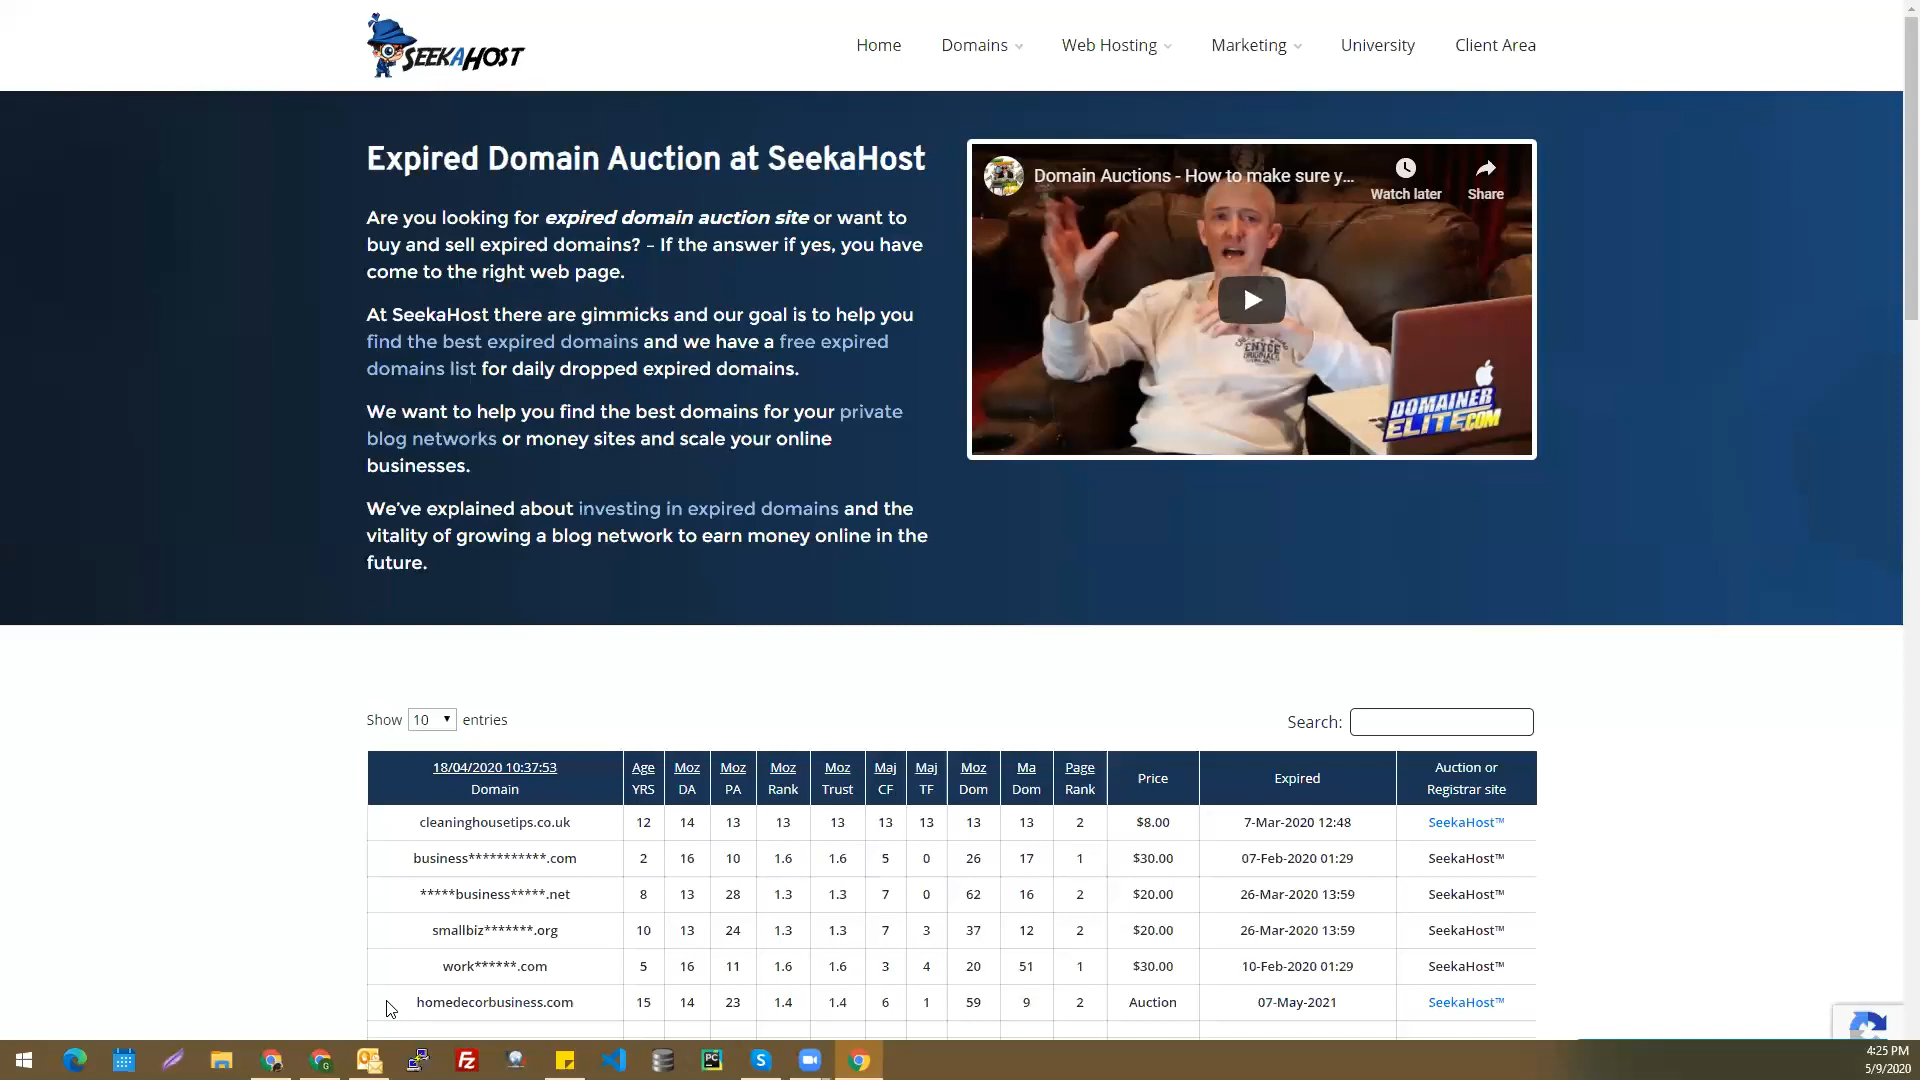 SEEKAHOST
Home Domains Web Hosting Marketing University Client Area
Expired Domain Auction at SeekaHost
Are you looking for expired domain auction site or want to
buy and sell expired domains? – If the answer if yes, you have
come to the right web page.
At SeekaHost there are gimmicks and our goal is to help you
find the best expired domains and we have a free expired
domains list for daily dropped expired domains.
We want to help you find the best domains for your private
blog networks or money sites and scale your online
businesses.
We've explained about investing in expired domains and the
vitality of growing a blog network to earn money online in the
future.
Domain Auctions - How to make sure y...
Watch later Share
ENYCE
ORIGINALS
DOMAINER
ELITE.COM
Show 10 entries
Search:
18/04/2020 10:37:53 Domain Age YRS Moz DA Moz PA Moz Rank Moz Trust Maj CF Maj TF Moz Dom Ma Dom Page Rank Price Expired Auction or Registrar site
cleaninghousetips.co.uk 12 14 13 13 13 13 13 13 13 2 $8.00 7-Mar-2020 12:48 SeekaHost™
business***********.com 2 16 10 1.6 1.6 5 0 26 17 1 $30.00 07-Feb-2020 01:29 SeekaHost™
*****business*****.net 8 13 28 1.3 1.3 7 0 62 16 2 $20.00 26-Mar-2020 13:59 SeekaHost™
smallbiz*******.org 10 13 24 1.3 1.3 7 3 37 12 2 $20.00 26-Mar-2020 13:59 SeekaHost™
work******.com 5 16 11 1.6 1.6 3 4 20 51 1 $30.00 10-Feb-2020 01:29 SeekaHost™
homedecorbusiness.com 15 14 23 1.4 1.4 6 1 59 9 2 Auction 07-May-2021 SeekaHost™
4:25 PM
5/9/2020